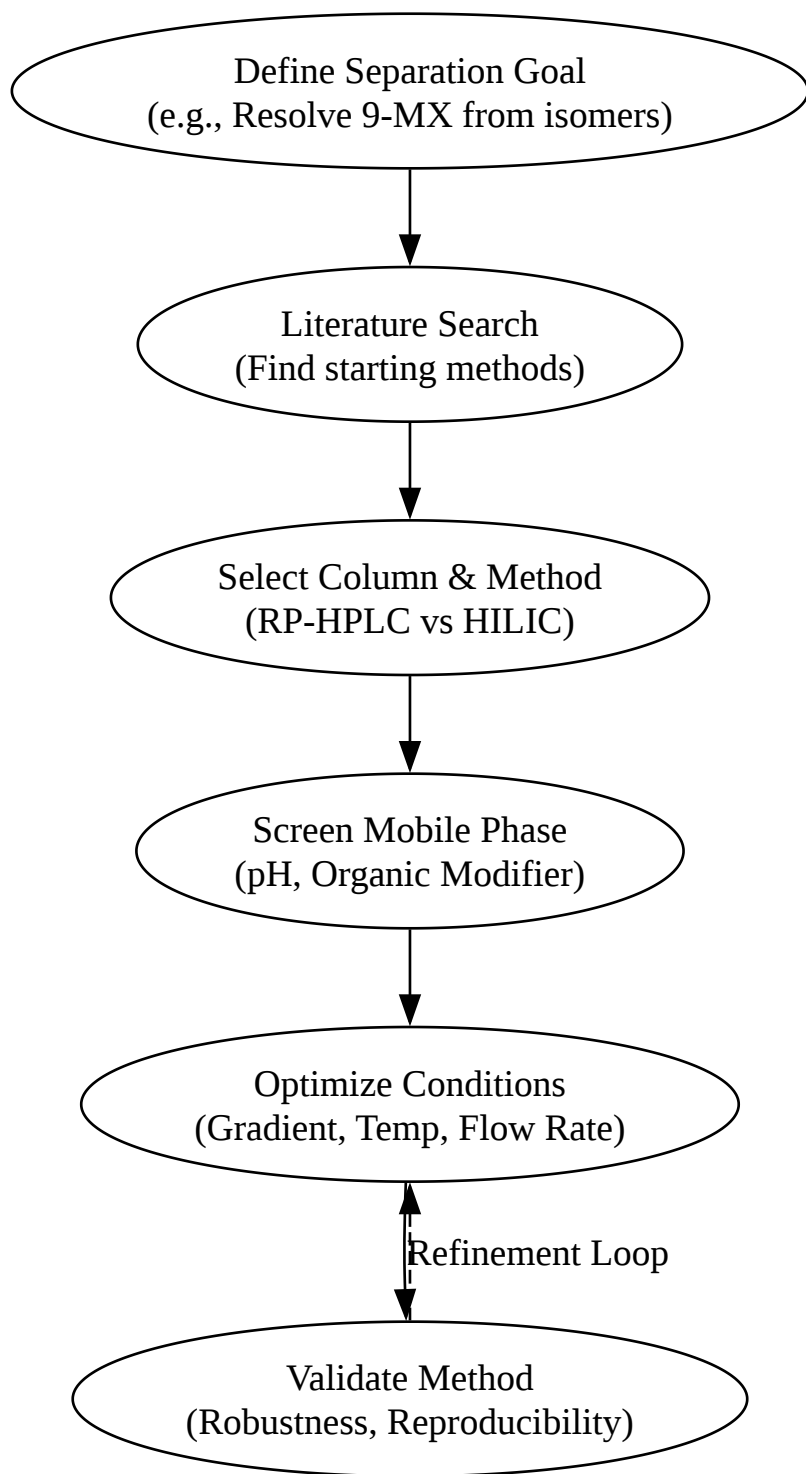 Define Separation Goal
(e.g., Resolve 9-MX from isomers)
Literature Search
(Find starting methods)
Select Column & Method
(RP-HPLC vs HILIC)
Screen Mobile Phase
(pH, Organic Modifier)
Optimize Conditions
(Gradient, Temp, Flow Rate)
Refinement Loop
Validate Method
(Robustness, Reproducibility)